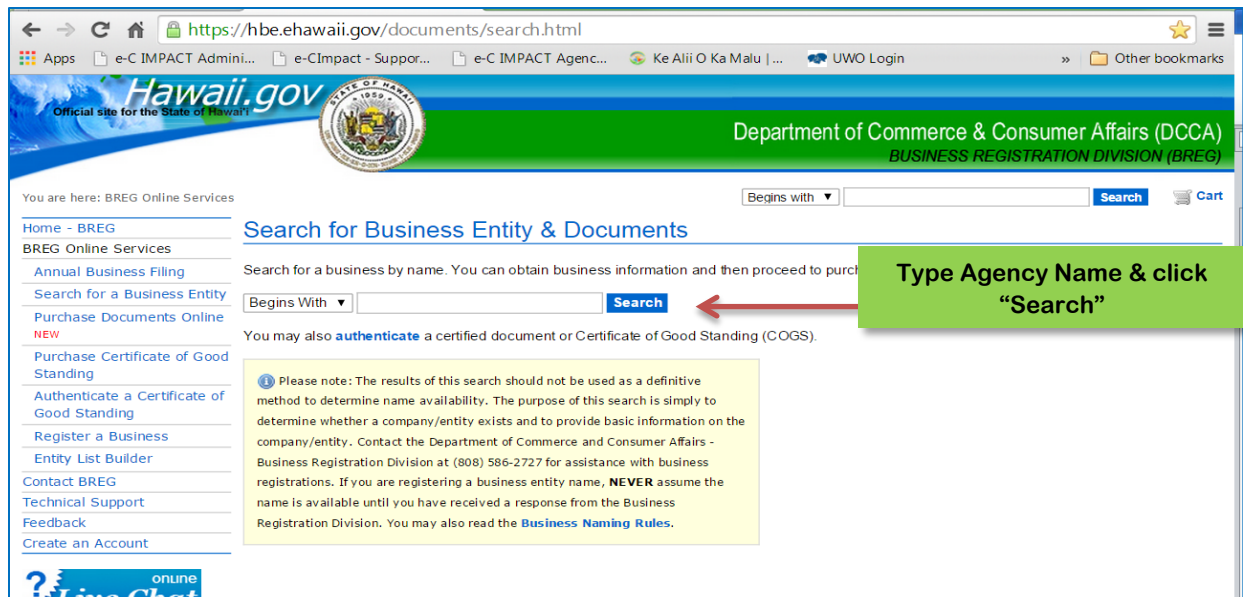 https://hbe.ehawaii.gov/documents/search.html
Apps e-C IMPACT Admini... e-CImpact - Suppor... e-C IMPACT Agenc... Ke Alii O Ka Malu | ... UWO Login » Other bookmarks
Hawaii.gov
Official site for the State of Hawai'i
Department of Commerce & Consumer Affairs (DCCA)
BUSINESS REGISTRATION DIVISION (BREG)
You are here: BREG Online Services
Begins with ▼ Search Cart
Home - BREG
BREG Online Services
Annual Business Filing
Search for a Business Entity
Purchase Documents Online
NEW
Purchase Certificate of Good
Standing
Authenticate a Certificate of
Good Standing
Register a Business
Entity List Builder
Contact BREG
Technical Support
Feedback
Create an Account
?
ONLINE
Live Chat
Search for Business Entity & Documents
Search for a business by name. You can obtain business information and then proceed to purch
Begins With ▼ Search
You may also authenticate a certified document or Certificate of Good Standing (COGS).
Please note: The results of this search should not be used as a definitive
method to determine name availability. The purpose of this search is simply to
determine whether a company/entity exists and to provide basic information on the
company/entity. Contact the Department of Commerce and Consumer Affairs -
Business Registration Division at (808) 586-2727 for assistance with business
registrations. If you are registering a business entity name, NEVER assume the
name is available until you have received a response from the Business
Registration Division. You may also read the Business Naming Rules.
Type Agency Name & click
“Search”